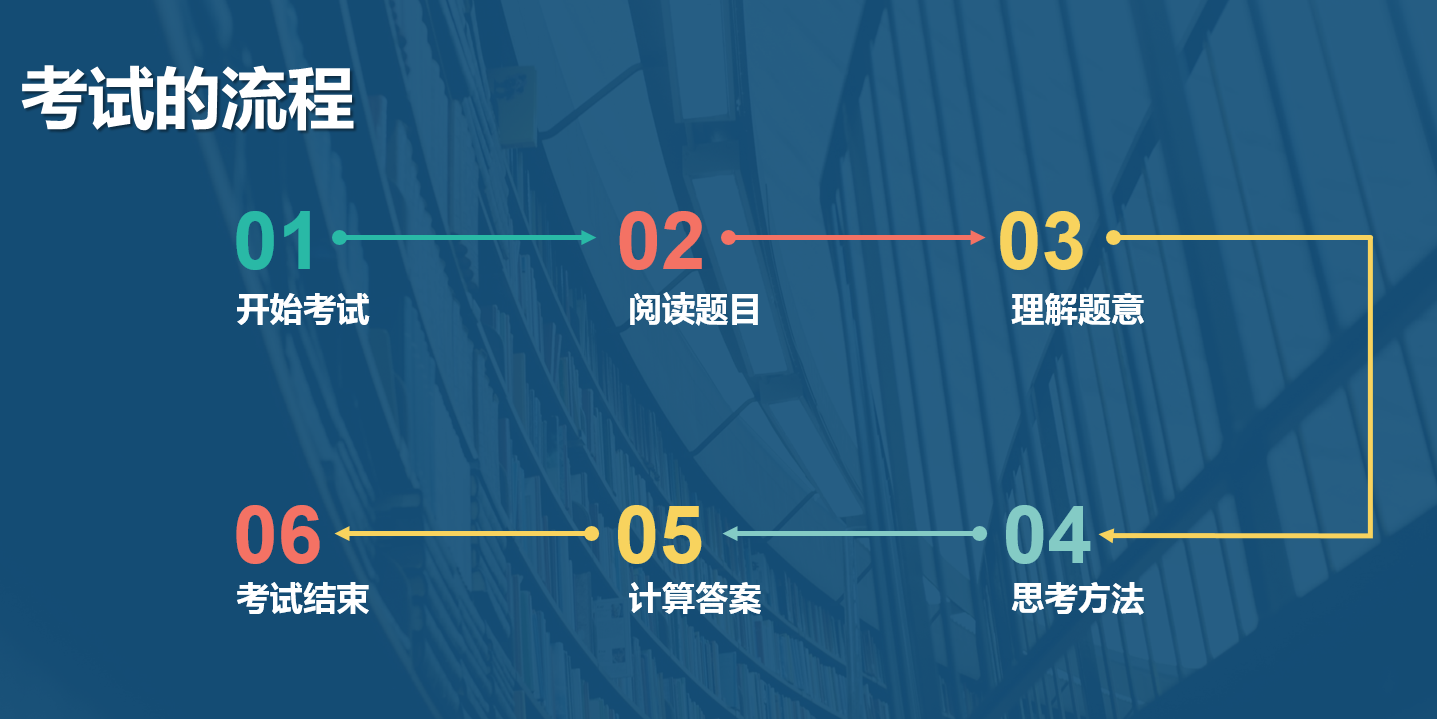 考试的流程
01
开始考试
02
阅读题目
03
理解题意
04
思考方法
05
计算答案
06
考试结束